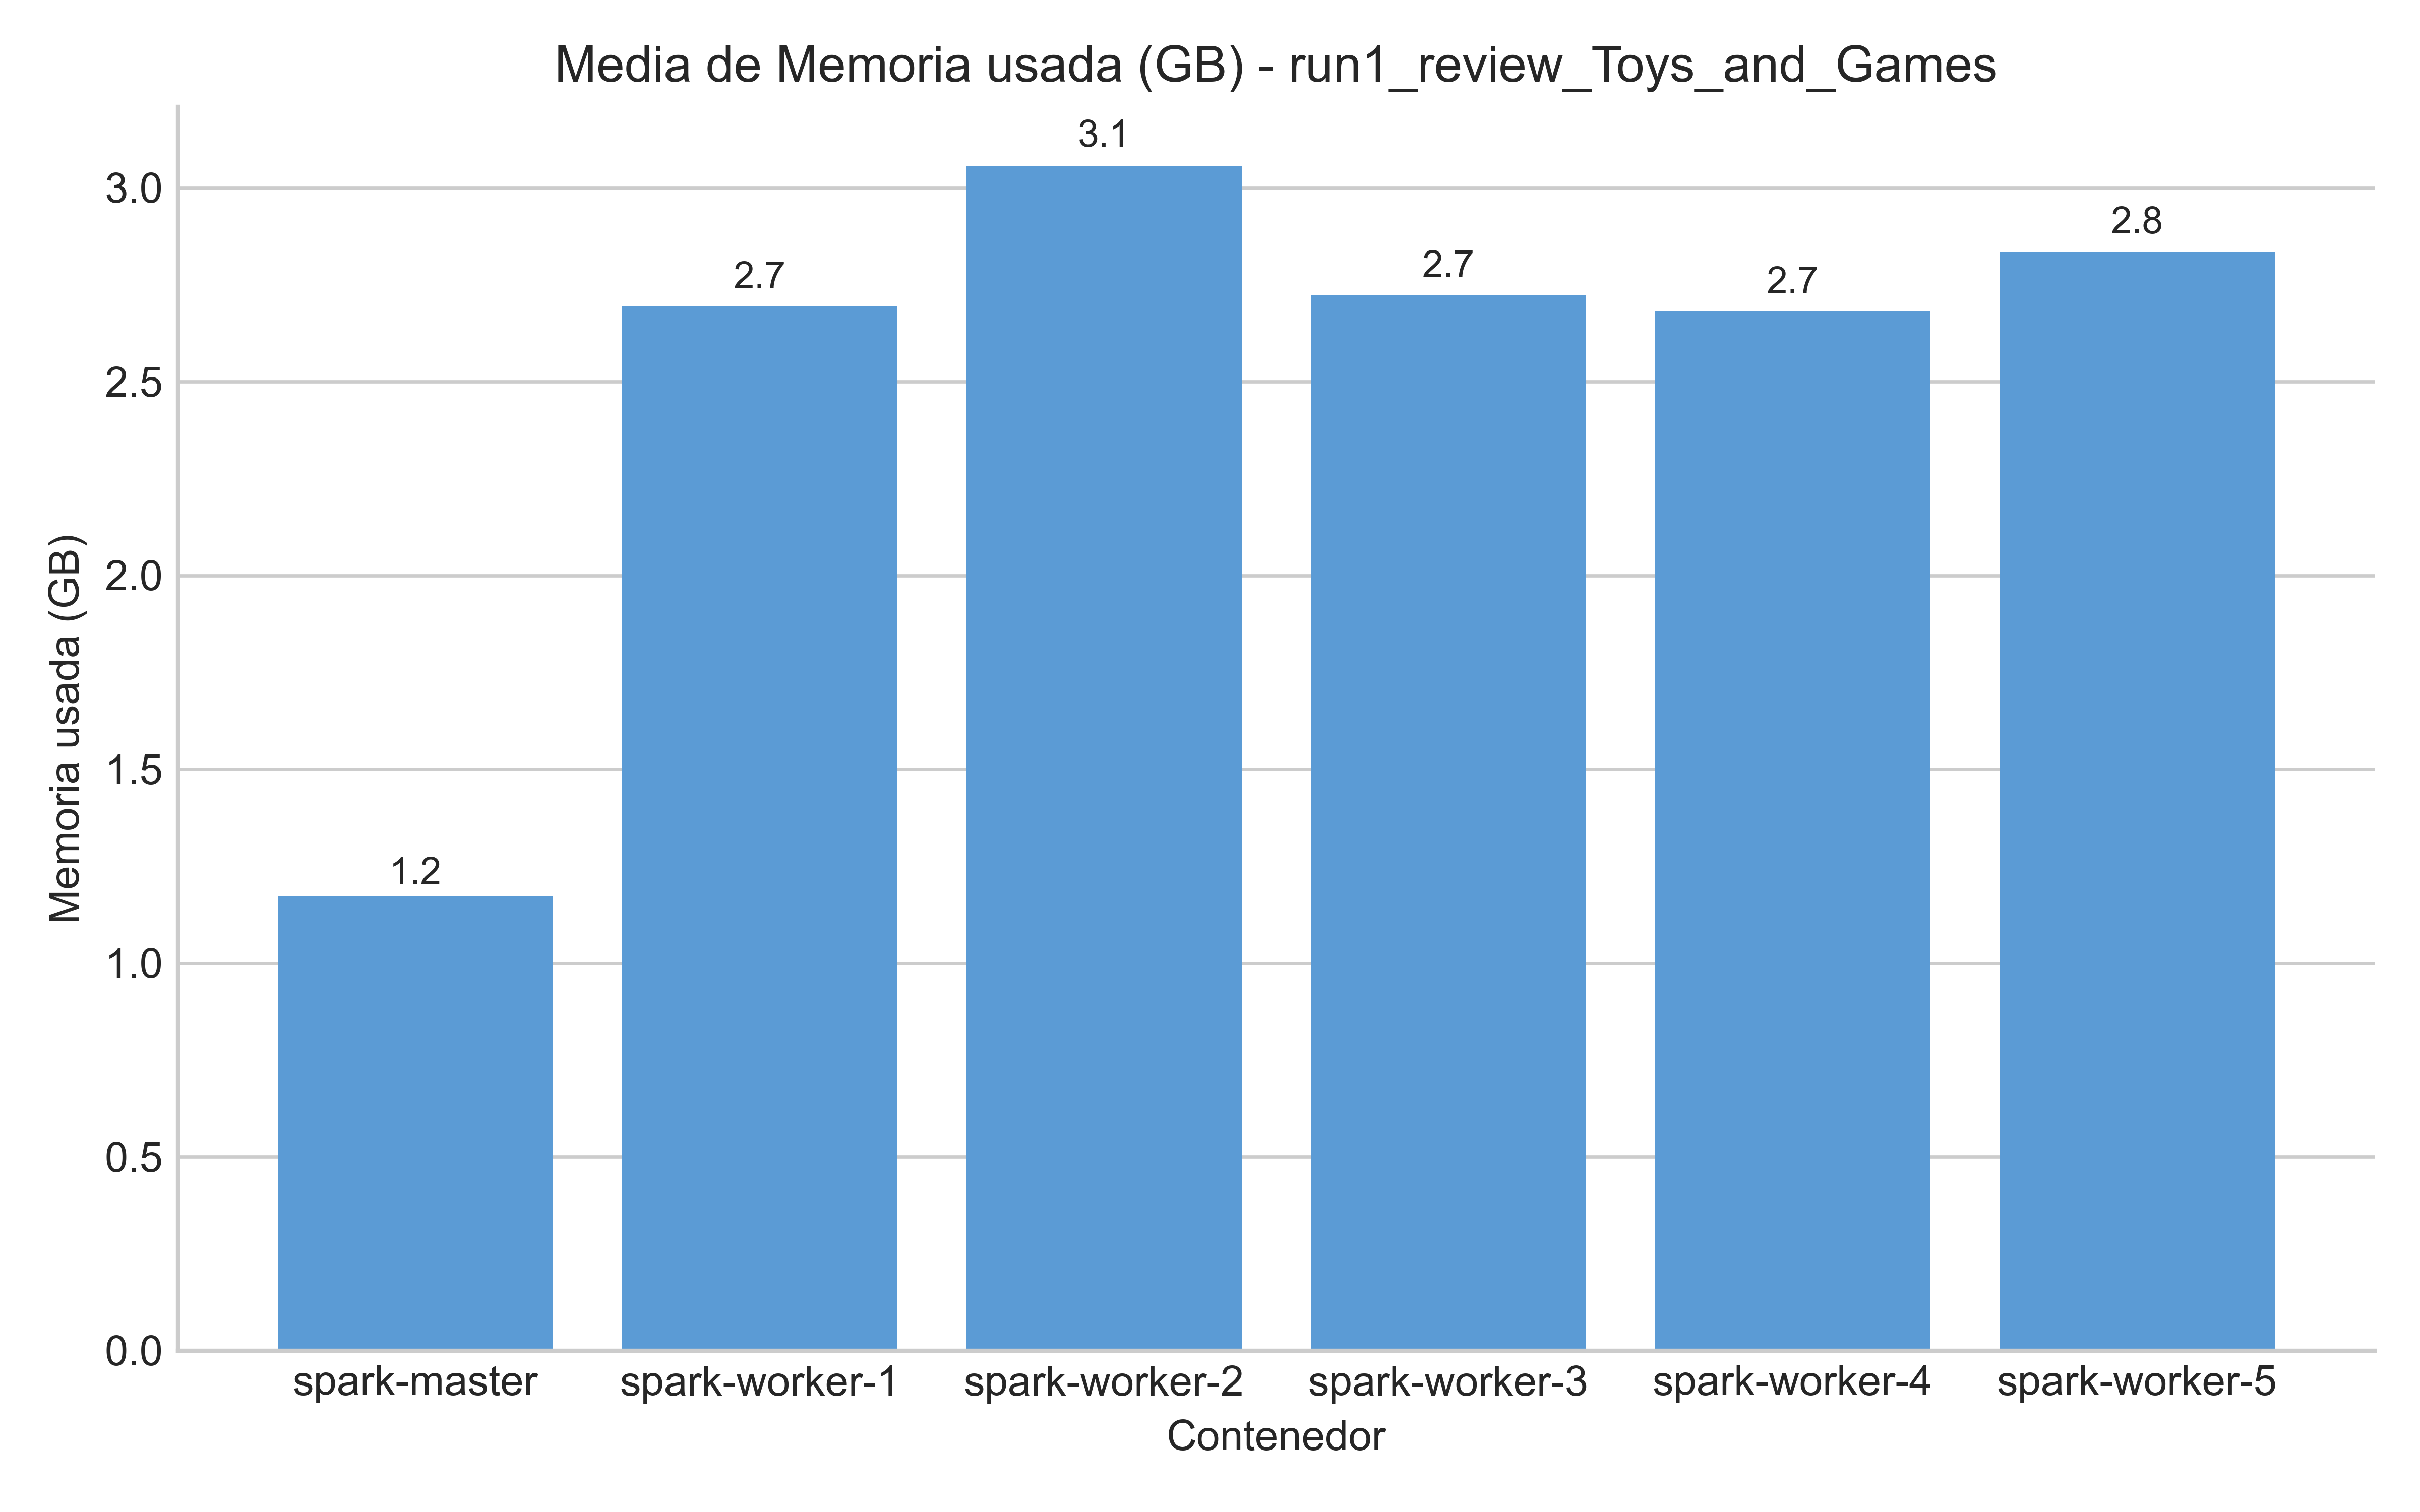 Media de Memoria usada (GB) - run1_review_Toys_and_Games
3.1
2.8
2.7
2.7
2.7
1.2
3.0
2.5
2.0
1.5
1.0
0.5
0.0
Memoria usada (GB)
spark-master
spark-worker-1
spark-worker-2
spark-worker-3
spark-worker-4
spark-worker-5
Contenedor